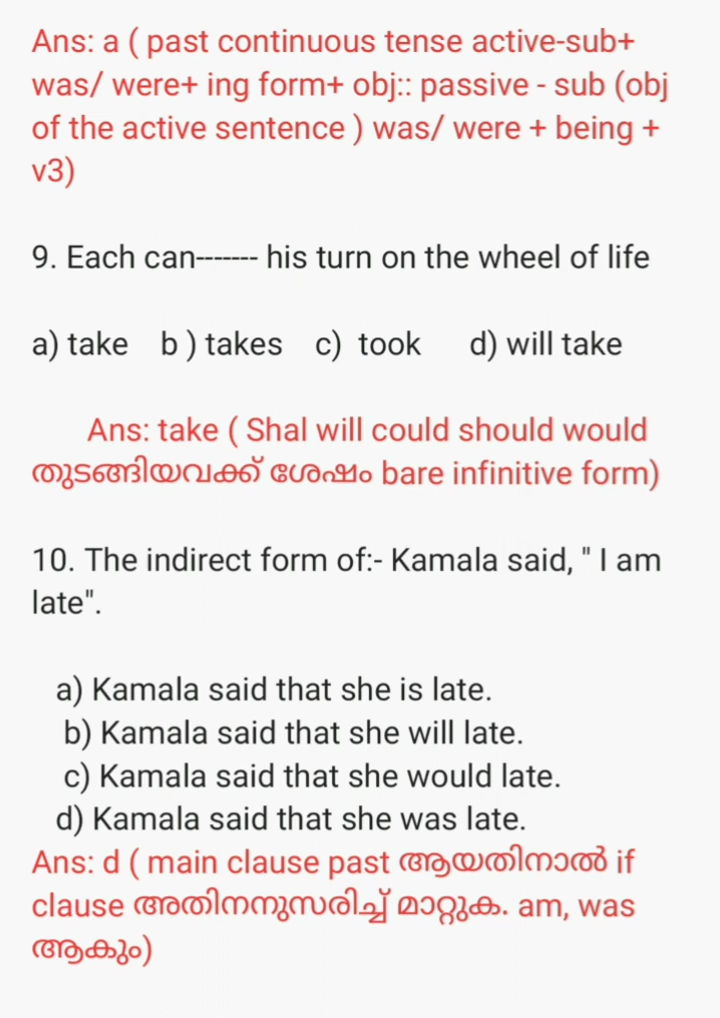 Ans: a ( past continuous tense active-sub+
was/ were+ ing form+ obj:: passive - sub (obj
of the active sentence ) was/ were + being +
v3)
9. Each can------- his turn on the wheel of life
a) take b ) takes c) took d) will take
Ans: take ( Shal will could should would
തുടങ്ങിയവക്ക് ശേഷം bare infinitive form)
10. The indirect form of:- Kamala said, " I am
late".
a) Kamala said that she is late.
b) Kamala said that she will late.
c) Kamala said that she would late.
d) Kamala said that she was late.
Ans: d ( main clause past ആയതിനാൽ if
clause അതിനനുസരിച്ച് മാറ്റുക. am, was
ആകും)